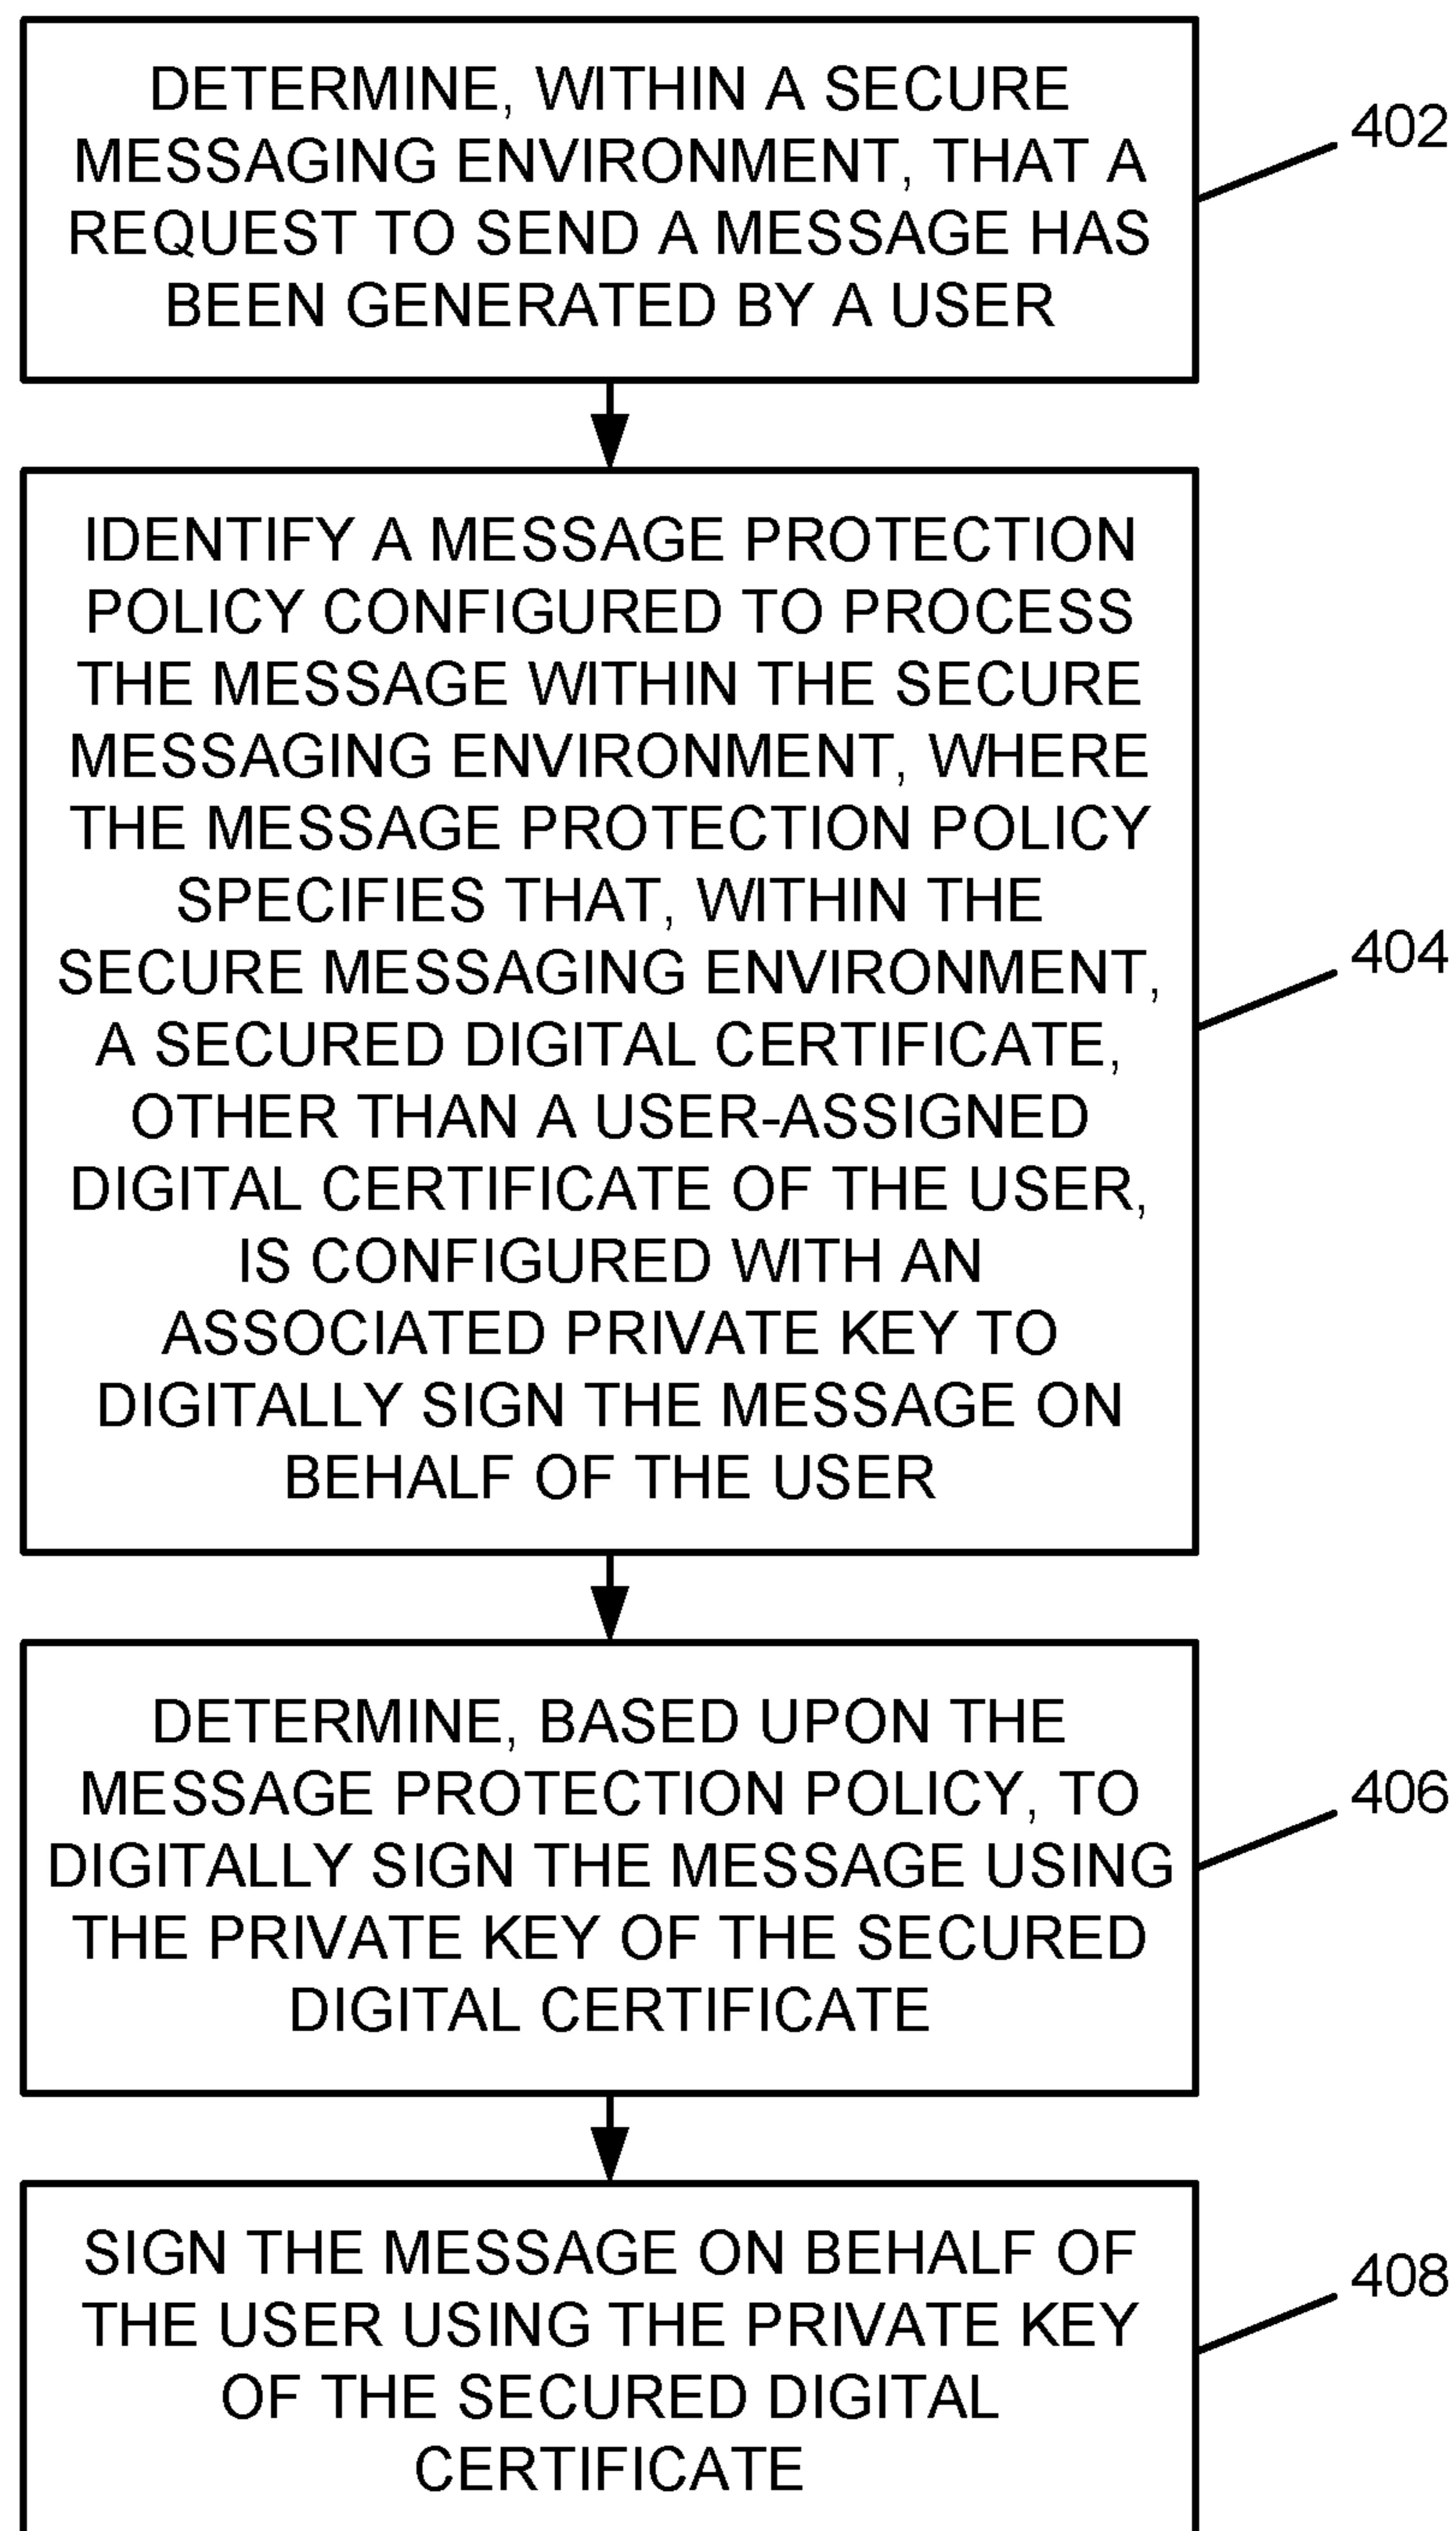 DETERMINE, WITHIN A SECURE
MESSAGING ENVIRONMENT, THAT A
REQUEST TO SEND A MESSAGE HAS
BEEN GENERATED BY A USER
402
IDENTIFY A MESSAGE PROTECTION
POLICY CONFIGURED TO PROCESS
THE MESSAGE WITHIN THE SECURE
MESSAGING ENVIRONMENT, WHERE
THE MESSAGE PROTECTION POLICY
SPECIFIES THAT, WITHIN THE
SECURE MESSAGING ENVIRONMENT,
A SECURED DIGITAL CERTIFICATE,
OTHER THAN A USER-ASSIGNED
DIGITAL CERTIFICATE OF THE USER,
IS CONFIGURED WITH AN
ASSOCIATED PRIVATE KEY TO
DIGITALLY SIGN THE MESSAGE ON
BEHALF OF THE USER
404
DETERMINE, BASED UPON THE
MESSAGE PROTECTION POLICY, TO
DIGITALLY SIGN THE MESSAGE USING
THE PRIVATE KEY OF THE SECURED
DIGITAL CERTIFICATE
406
SIGN THE MESSAGE ON BEHALF OF
THE USER USING THE PRIVATE KEY
OF THE SECURED DIGITAL
CERTIFICATE
408